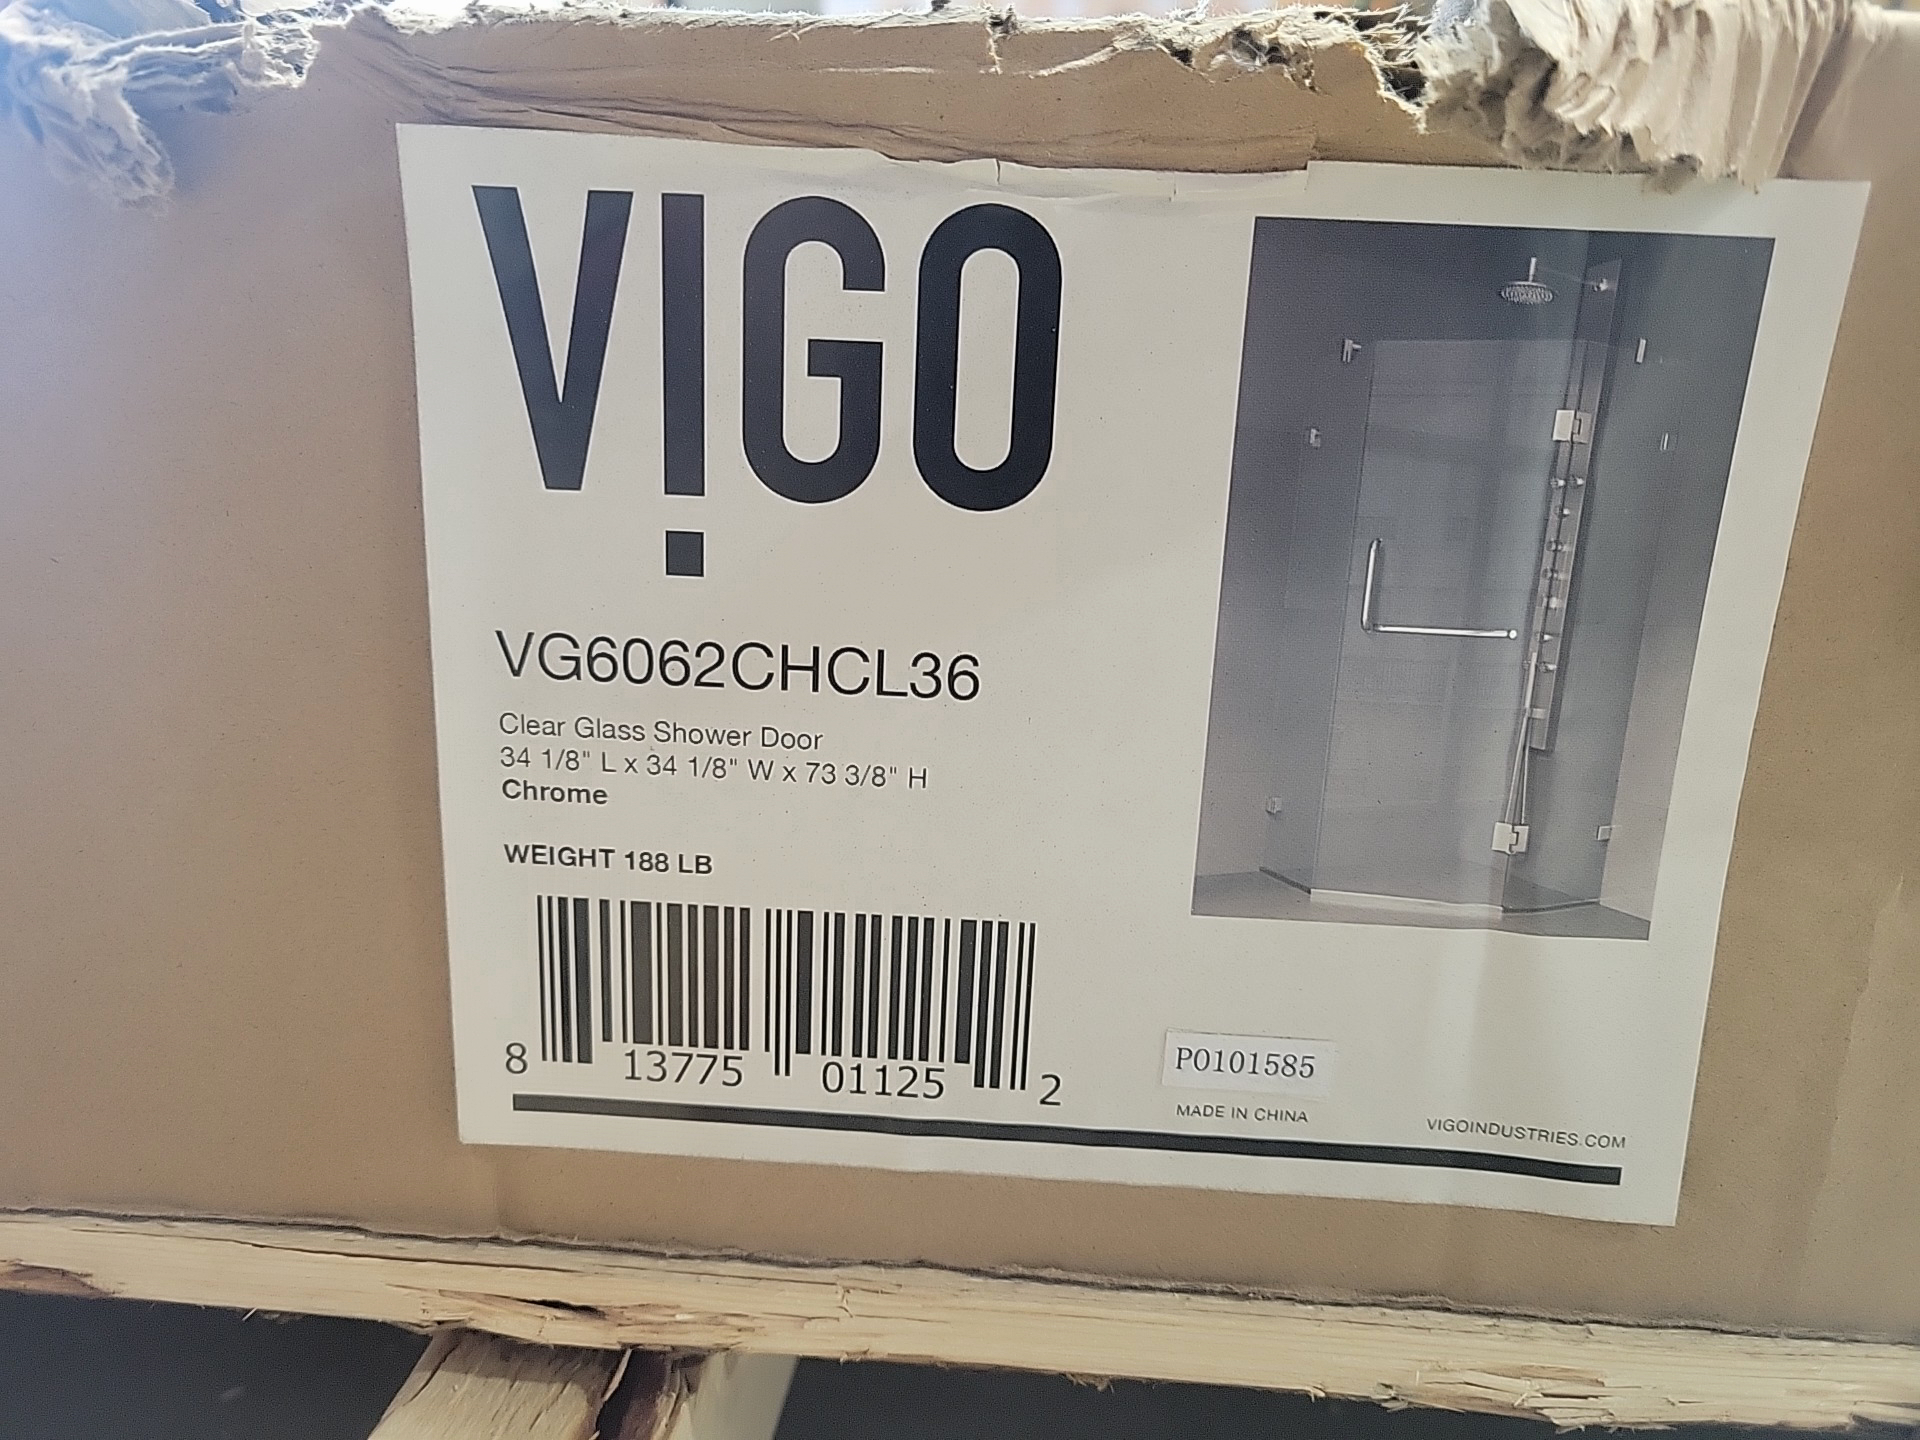 VIGO
VG6062CHCL36
Clear Glass Shower Door
34 1/8" L x 34 1/8" W x 73 3/8" H
Chrome
WEIGHT 188 LB
8 13775 01125 2
PO101585
MADE IN CHINA
VIGOINDUSTRIES.COM